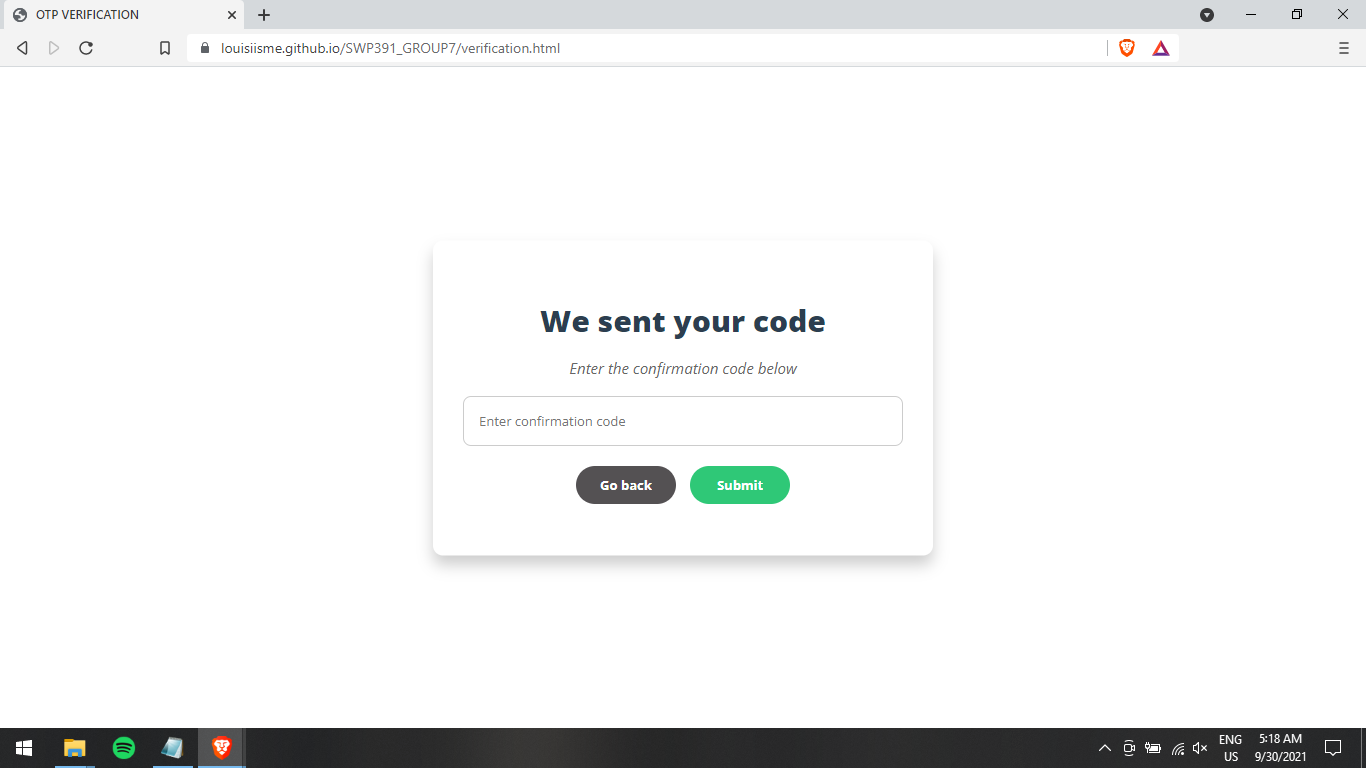 OTP VERIFICATION
louisiisme.github.io/SWP391_GROUP7/verification.html
We sent your code
Enter the confirmation code below
Enter confirmation code
Go back Submit
ENG 5:18 AM
US 9/30/2021